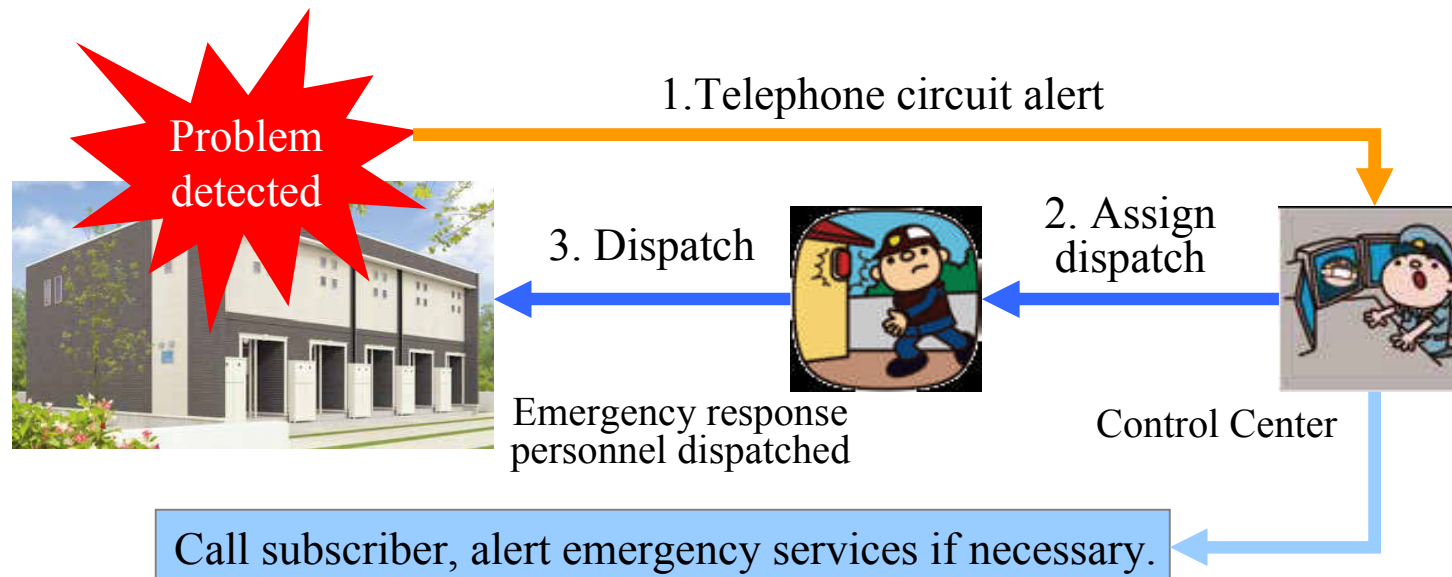 1.Telephone circuit alert
Problem
detected
2. Assign
dispatch
3. Dispatch
Emergency response
personnel dispatched
Control Center
Call subscriber, alert emergency services if necessary.